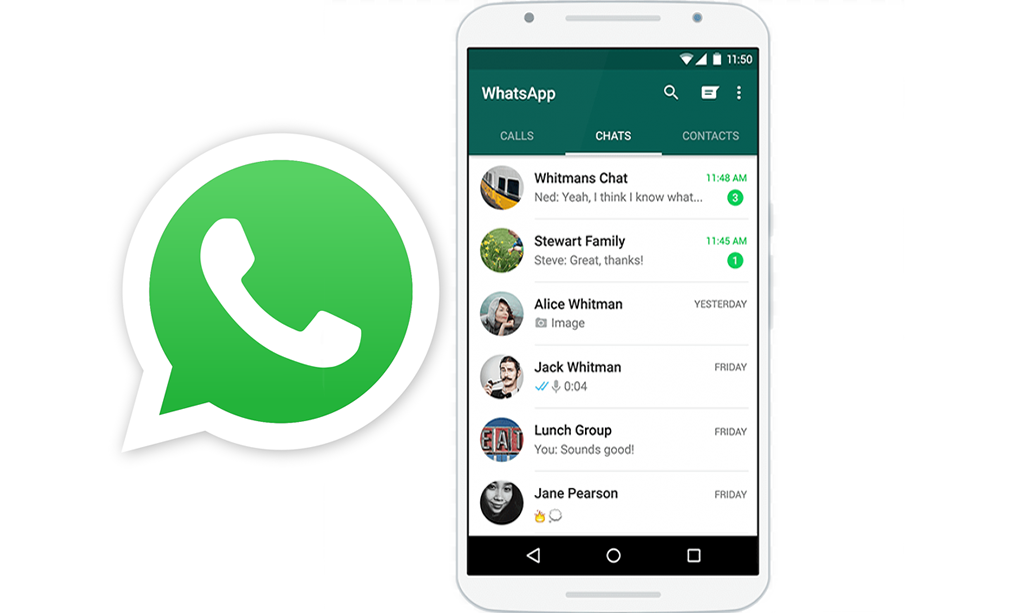 11:50
WhatsApp
CALLS CHATS CONTACTS
Whitmans Chat 11:48 AM
Ned: Yeah, I think I know what... 3
Stewart Family 11:45 AM
Steve: Great, thanks! 1
Alice Whitman YESTERDAY
Image
Jack Whitman FRIDAY
0:04
EAT
Lunch Group FRIDAY
You: Sounds good!
Jane Pearson FRIDAY